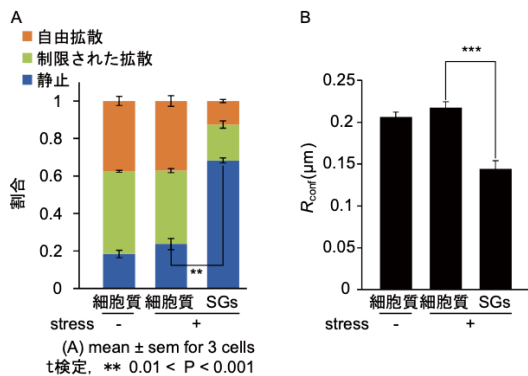 A
自由拡散
制限された拡散
静止
割合
1
0.8
0.6
0.4
0.2
0
**
細胞質 細胞質 SGs
stress - +
(A) mean ± sem for 3 cells
t検定, ** 0.01 < P < 0.001
B
***
Rconf(μm)
0.25
0.2
0.15
0.1
0.05
0
細胞質 細胞質 SGs
stress - +